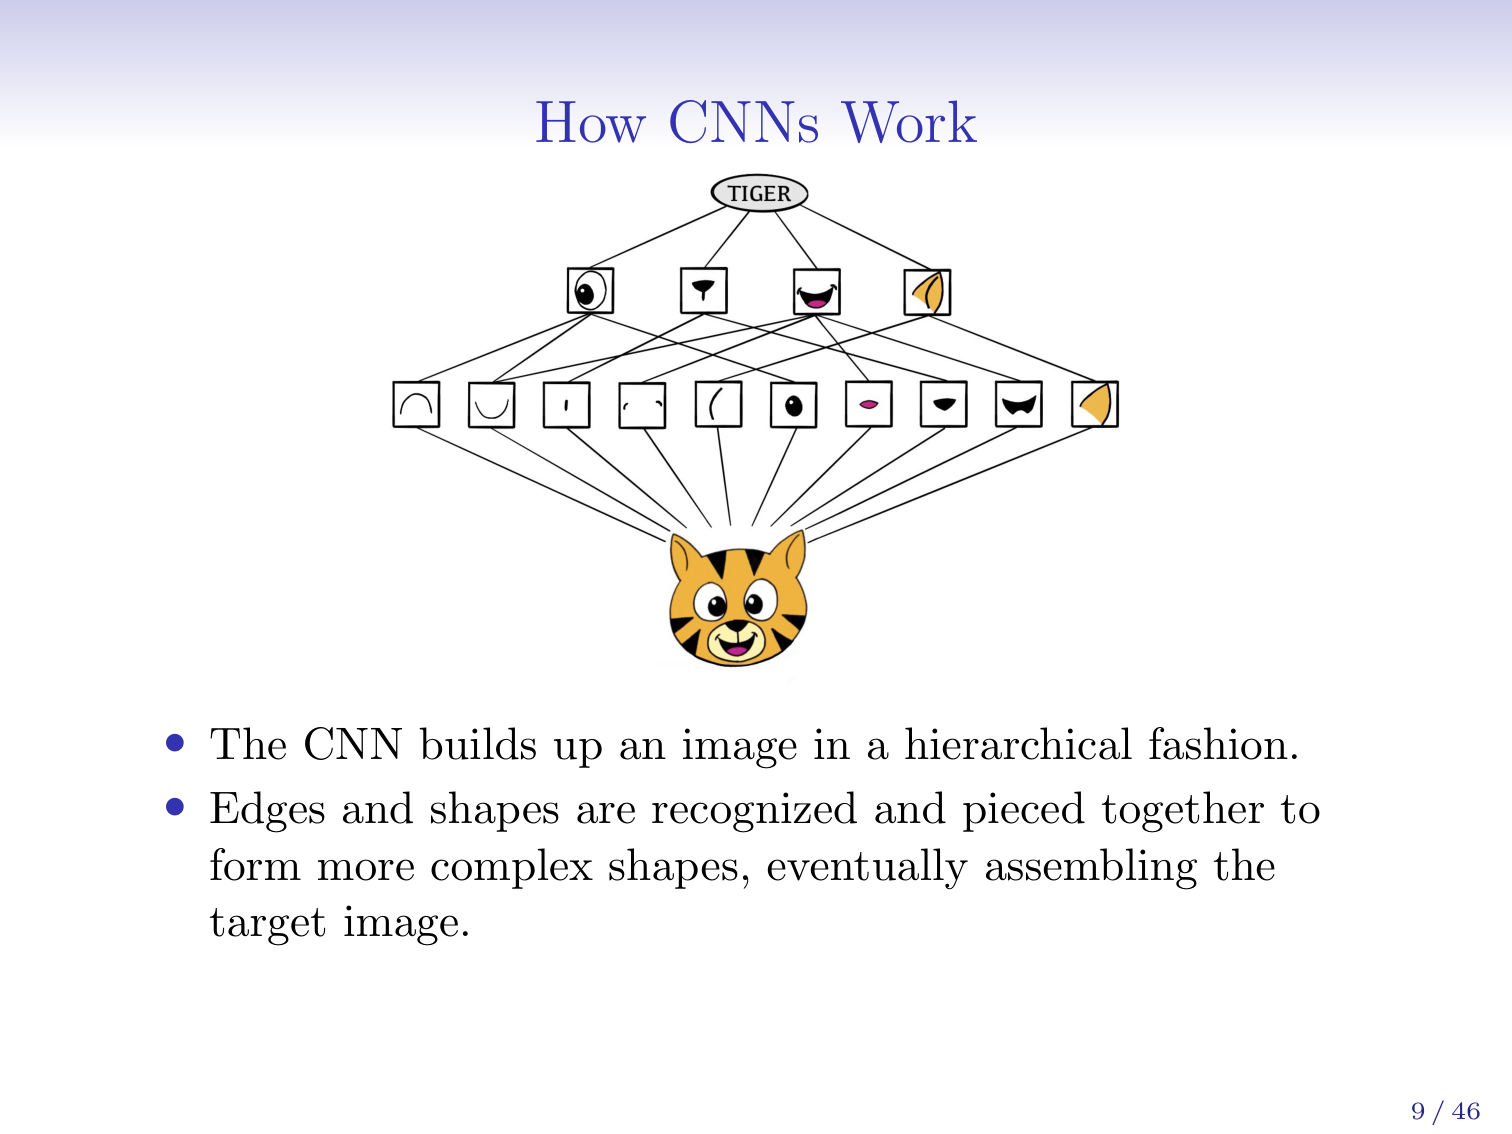 How CNNs Work
TIGER
• The CNN builds up an image in a hierarchical fashion.
• Edges and shapes are recognized and pieced together to
form more complex shapes, eventually assembling the
target image.
9 / 46